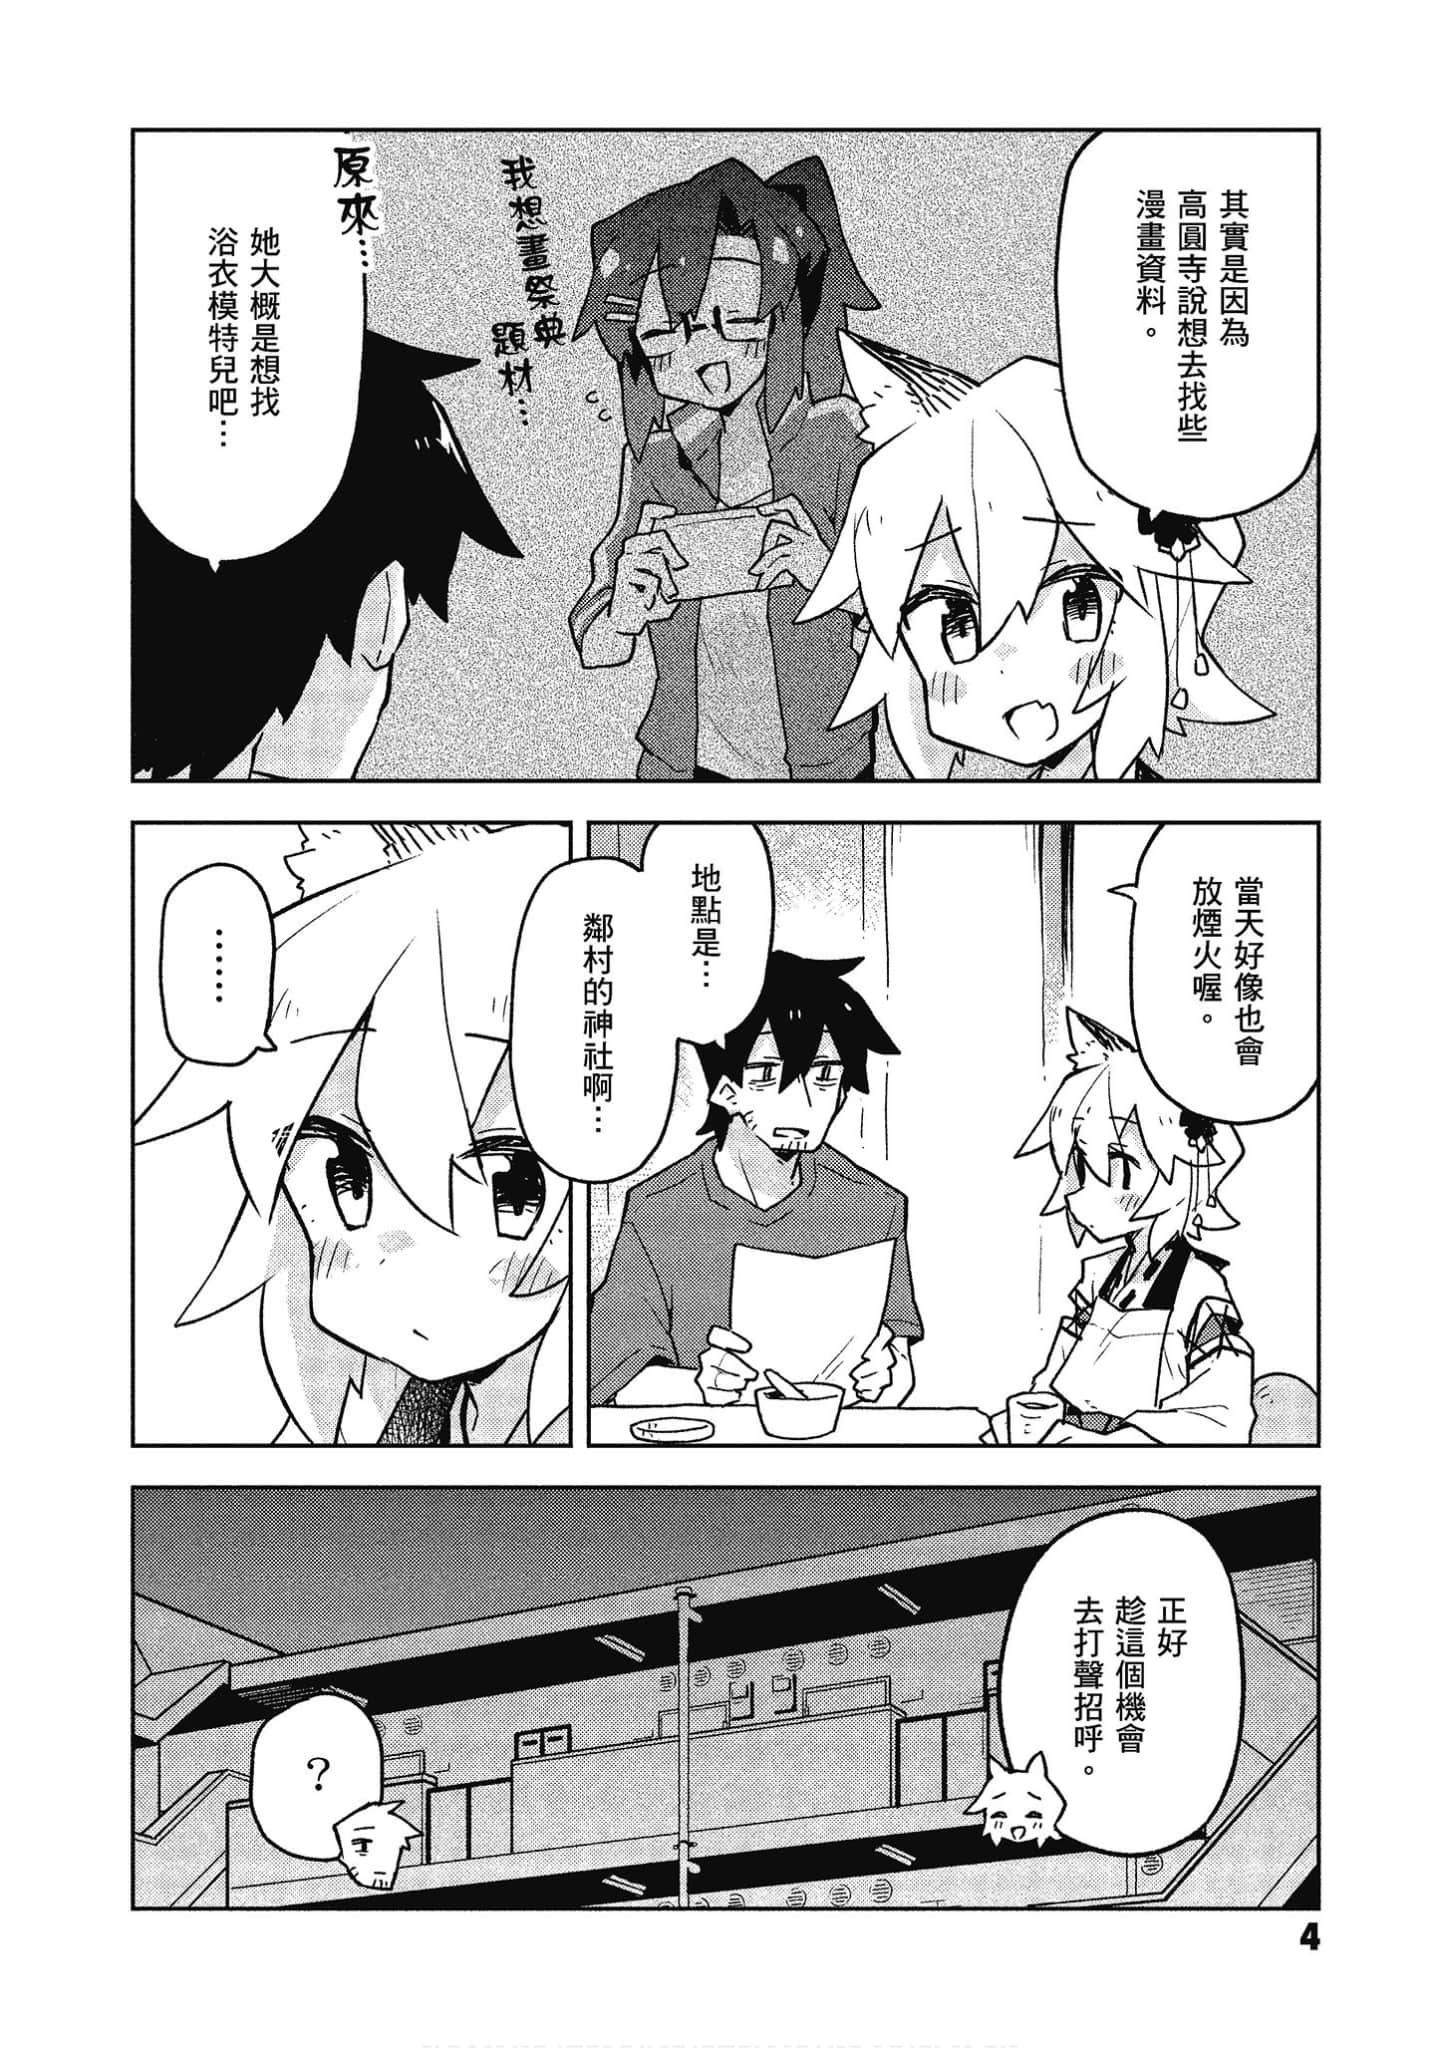 其實是因為
高圓寺說想去找些
漫畫資料。
我想畫祭典
題材…
原來…
她大概是想找
浴衣模特兒吧…
當天好像也會
放煙火喔。
地點是…
鄰村的神社啊…
……
正好
趁這個機會
去打聲招呼。
？
4